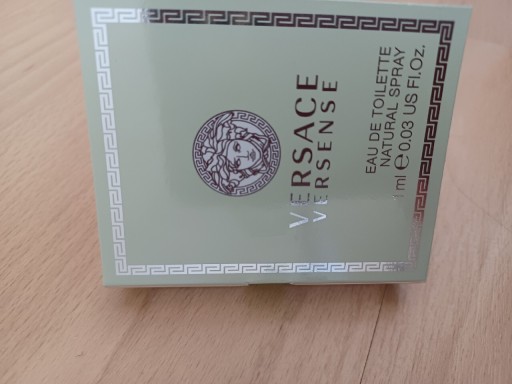 VERSACE
VERSENSE
EAU DE TOILETTE
NATURAL SPRAY
1 ml ℮ 0.03 US Fl.Oz.